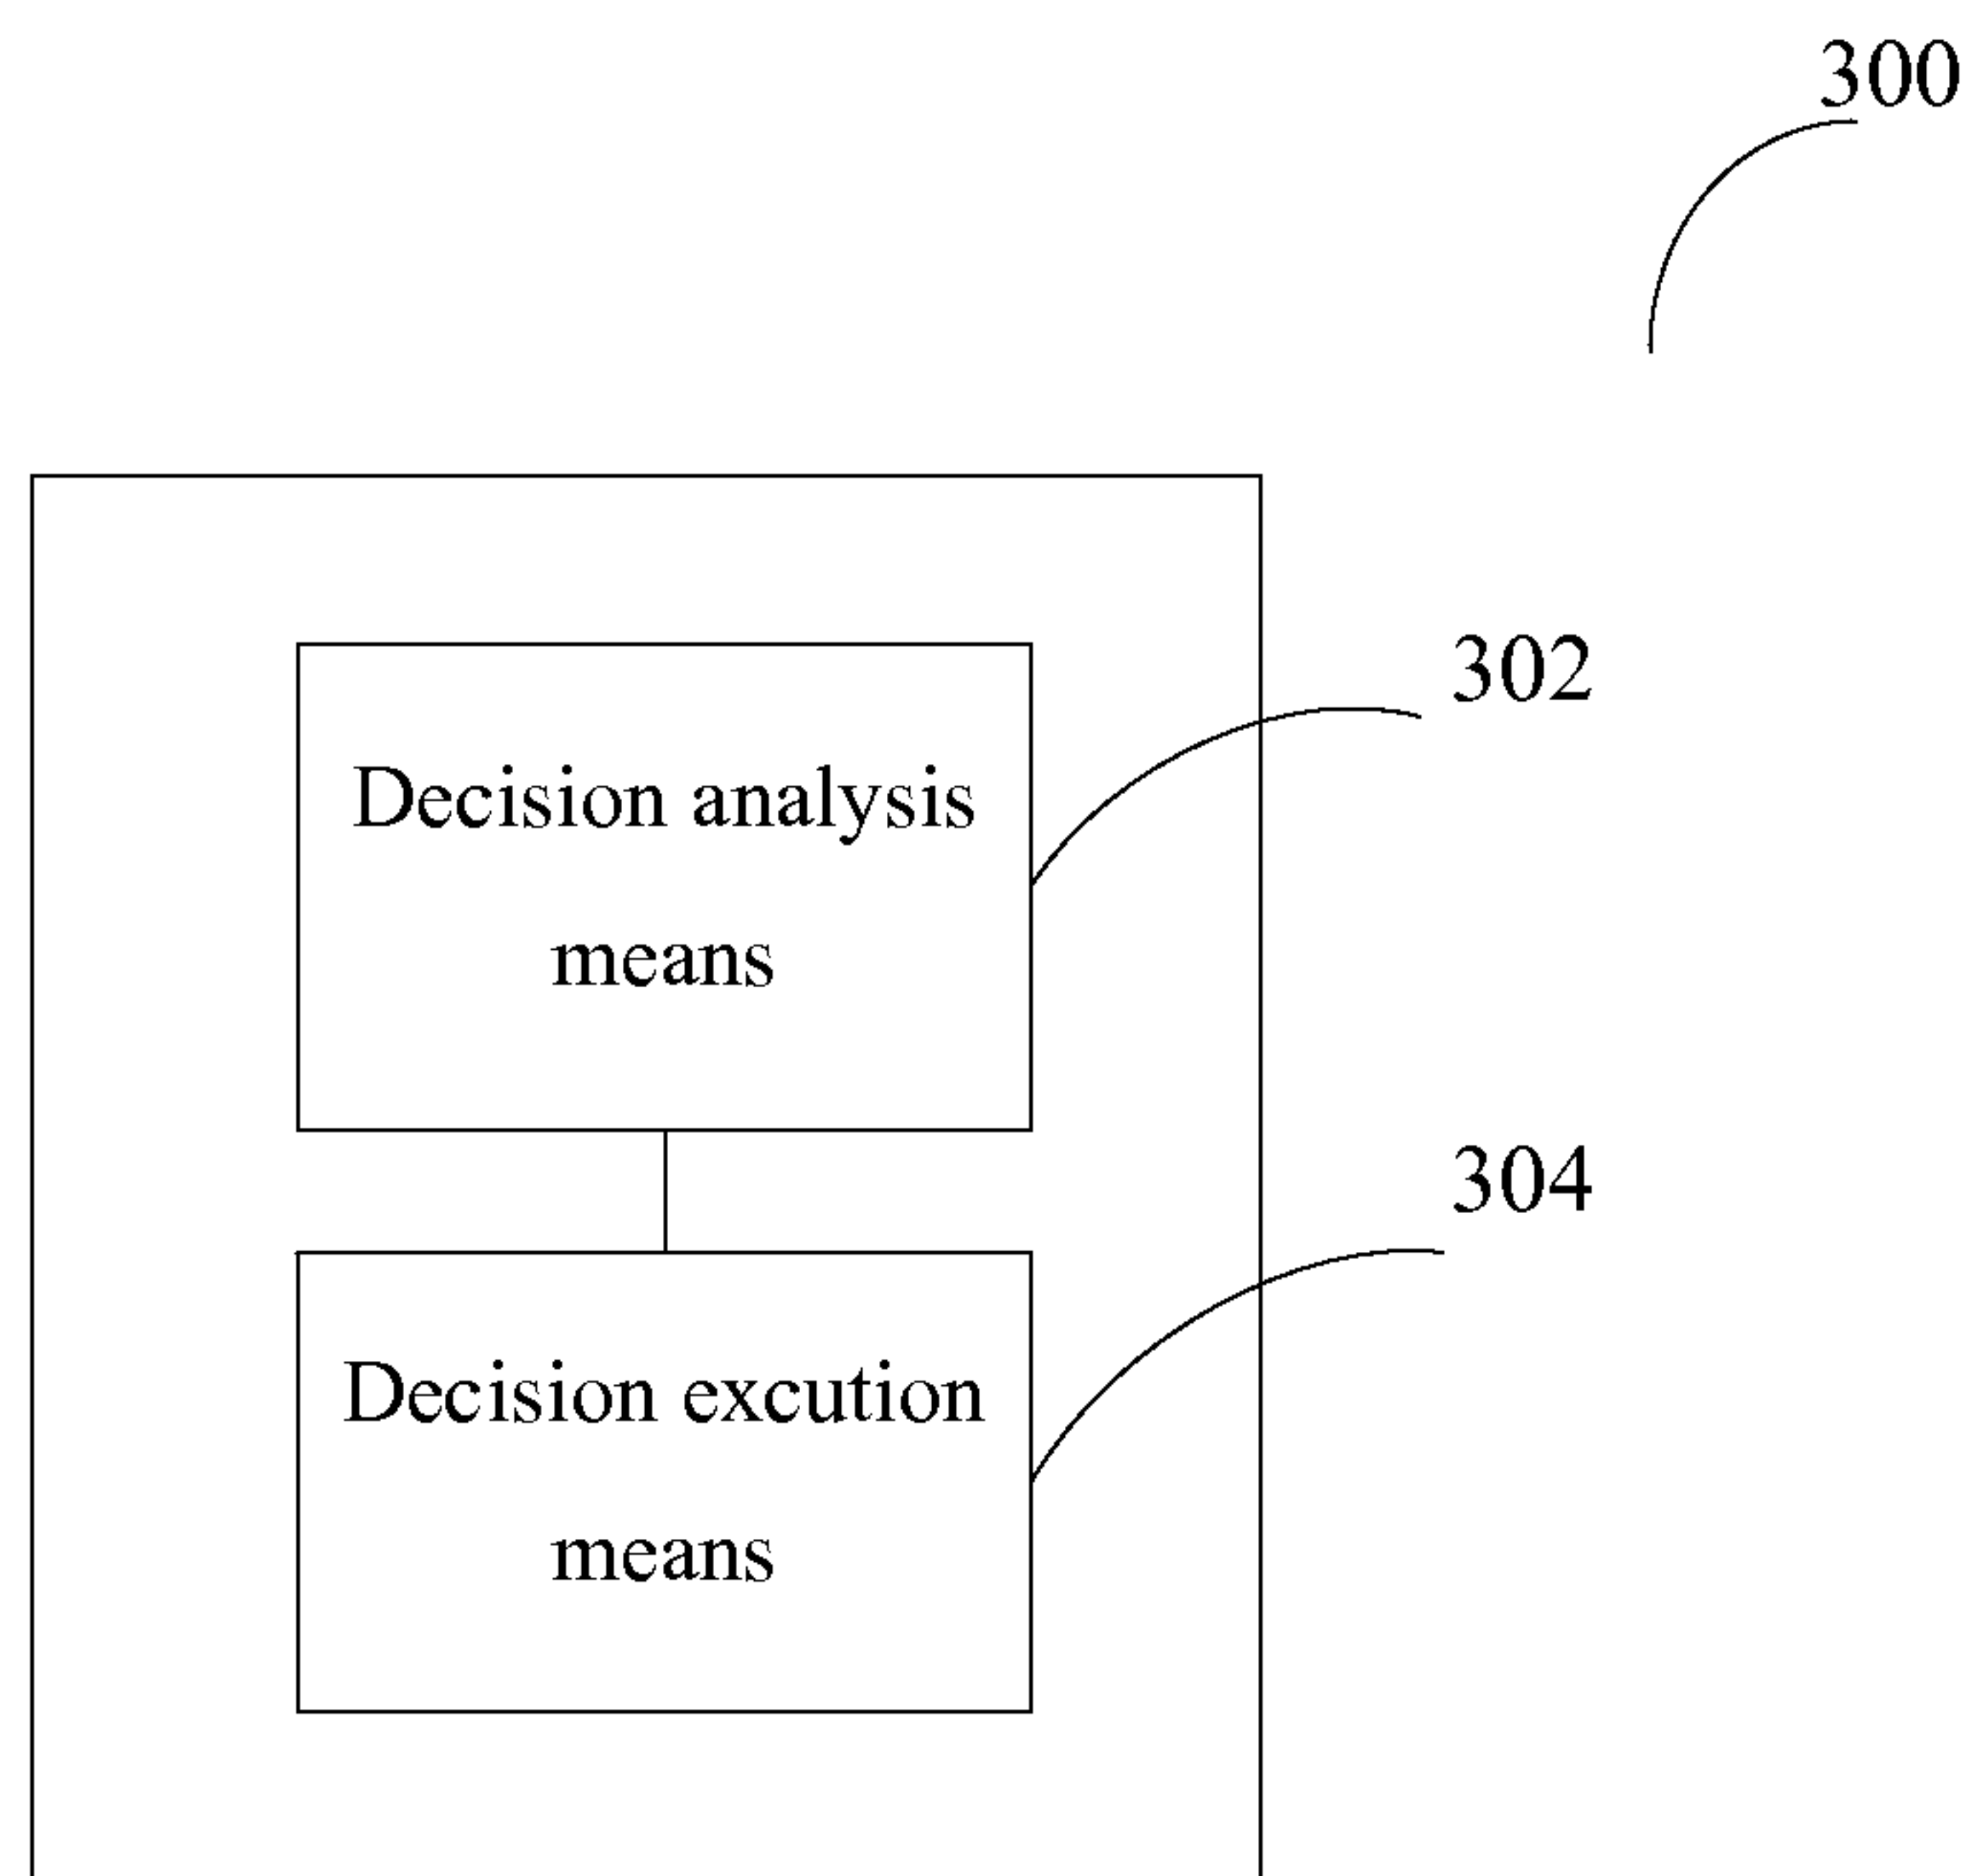 300
302
Decision analysis
means
304
Decision excution
means